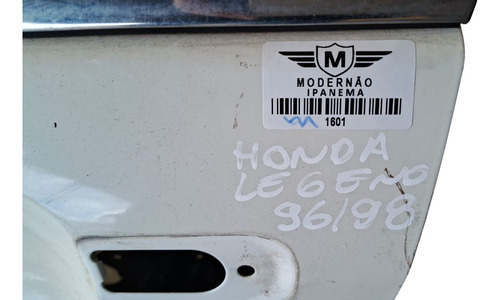 M
MODERNÃO
IPANEMA
1601
HONDA
LEGEND
96/98